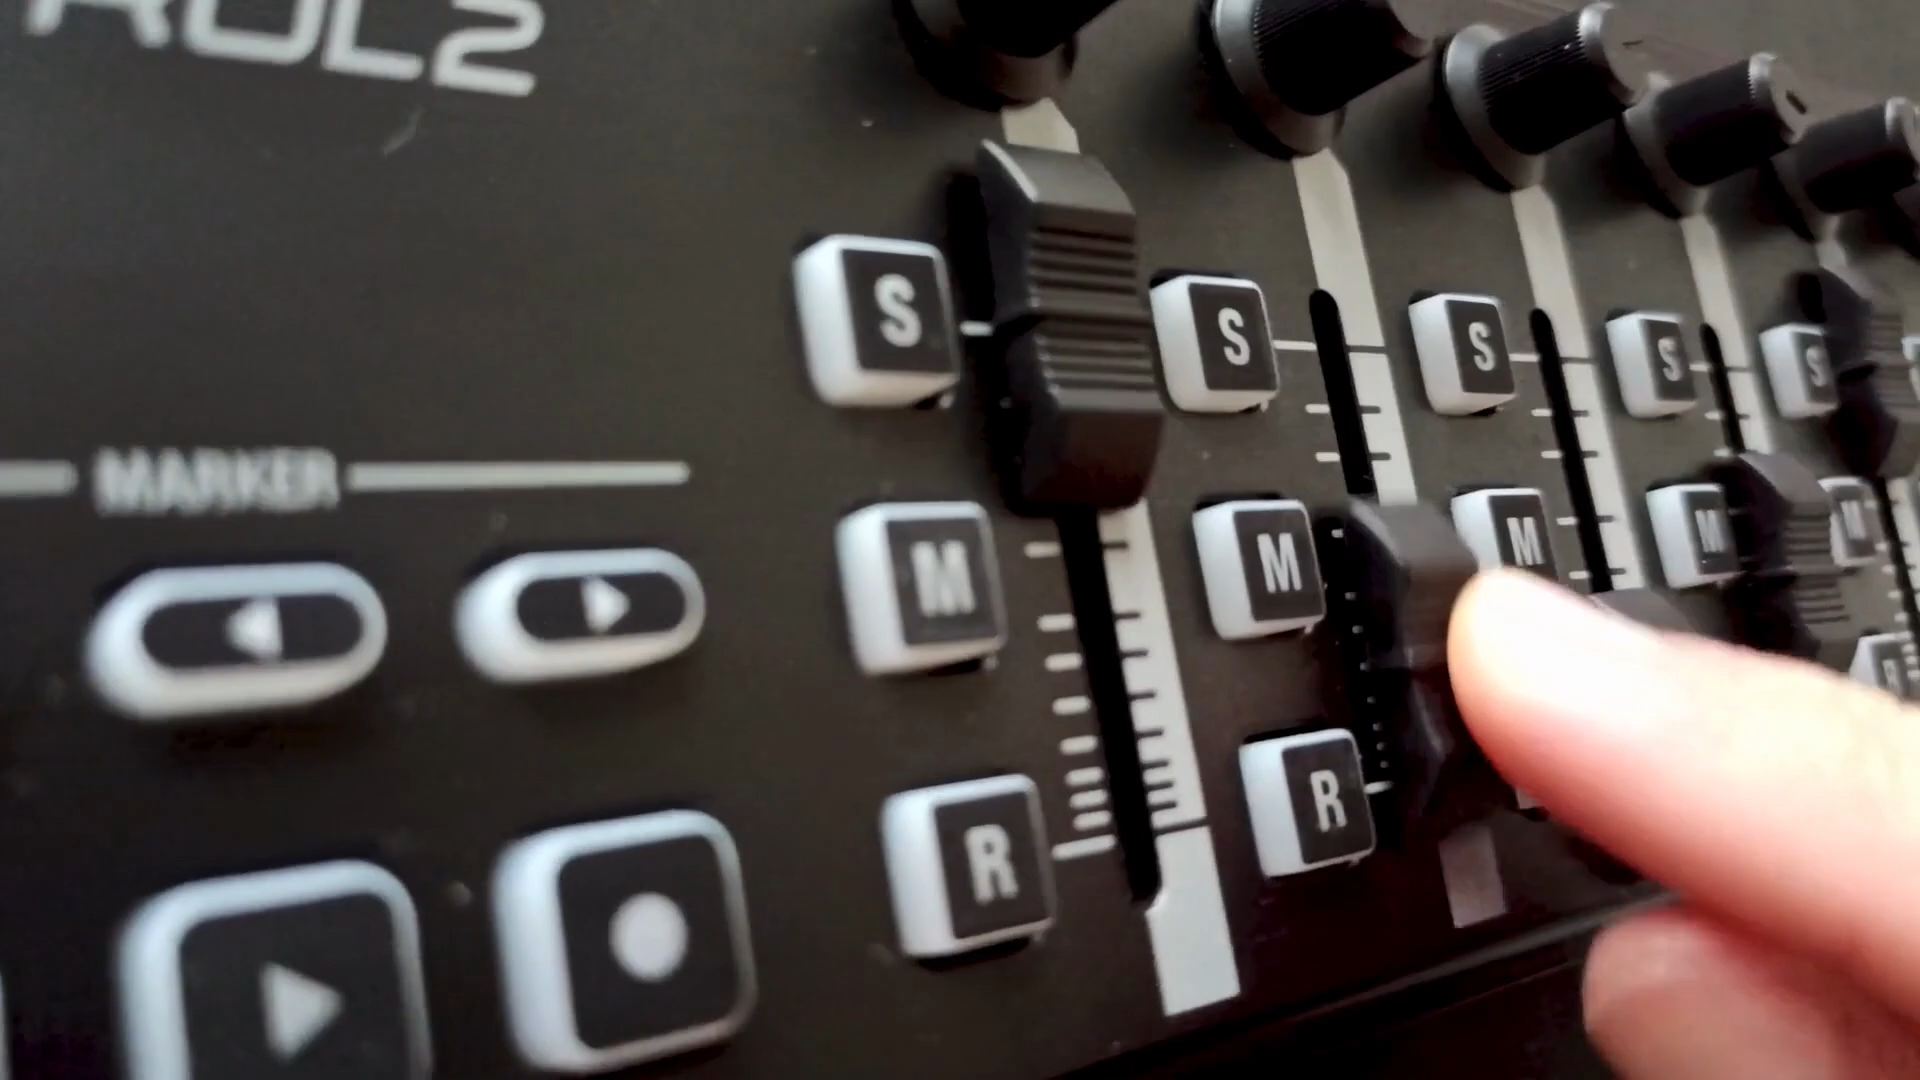 ROL2
S S S S S
MARKER
M M M M M
R R R